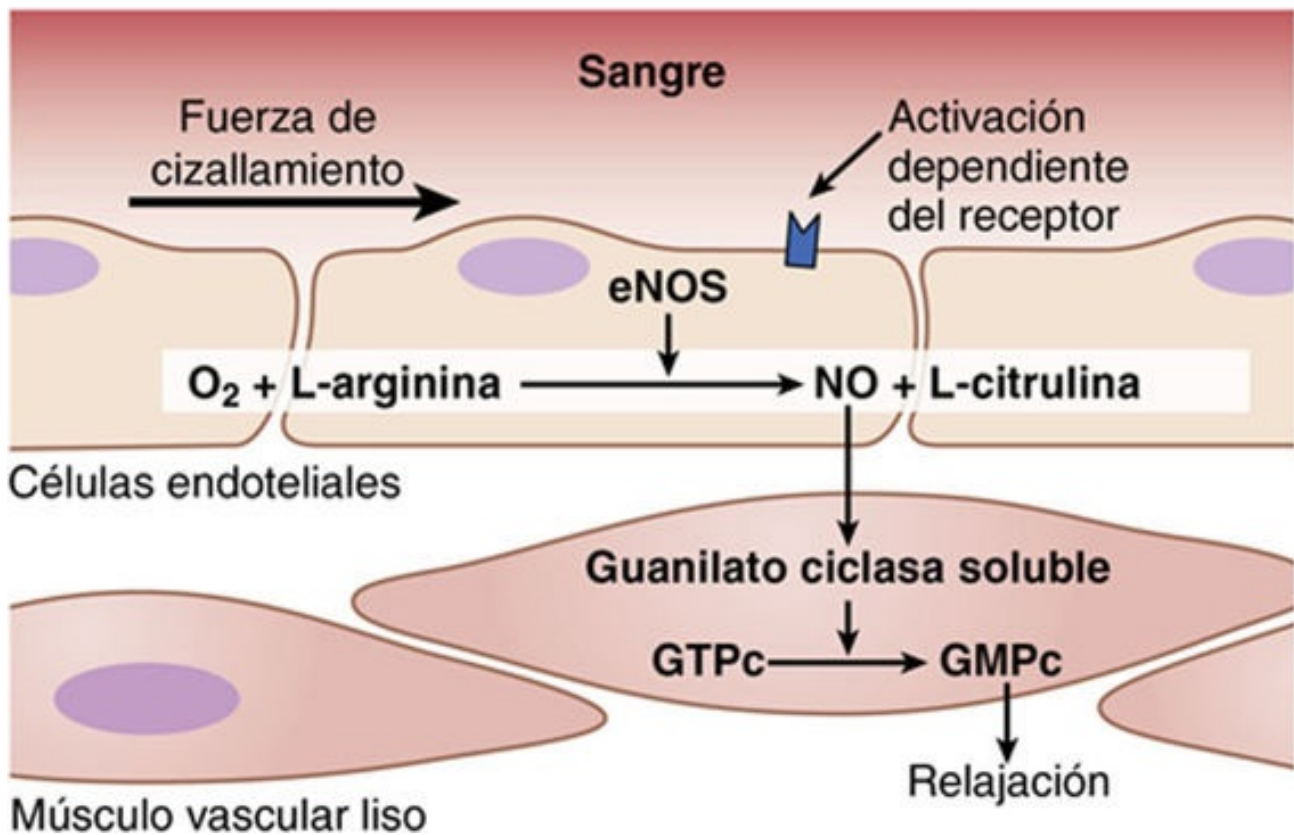 Sangre
Fuerza de
cizallamiento
Activación
dependiente
del receptor
eNOS
O₂ + L-arginina
NO + L-citrulina
Células endoteliales
Guanilato ciclasa soluble
GTPc
GMPc
Relajación
Músculo vascular liso